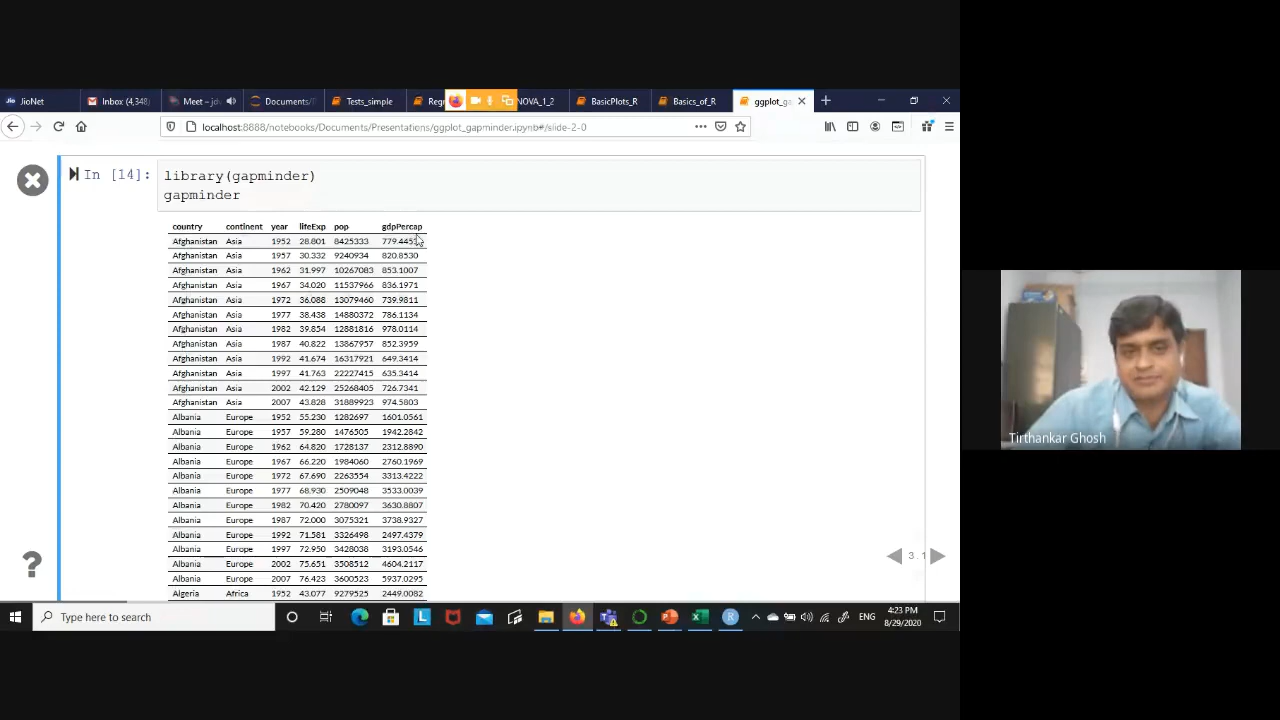 JioNet
Inbox (4,348)
Meet – jd
Documents/
Tests_simple
Reg
NOVA_1_2
BasicPlots_R
Basics_of_R
ggplot_ga
localhost:8888/notebooks/Documents/Presentations/ggplot_gapminder.ipynb#/slide-2-0
In [14]:
library(gapminder)
gapminder
country continent year lifeExp pop gdpPercap
Afghanistan Asia 1952 28.801 8425333 779.445
Afghanistan Asia 1957 30.332 9240934 820.8530
Afghanistan Asia 1962 31.997 10267083 853.1007
Afghanistan Asia 1967 34.020 11537966 836.1971
Afghanistan Asia 1972 36.088 13079460 739.9811
Afghanistan Asia 1977 38.438 14880372 786.1134
Afghanistan Asia 1982 39.854 12881816 978.0114
Afghanistan Asia 1987 40.822 13867957 852.3959
Afghanistan Asia 1992 41.674 16317921 649.3414
Afghanistan Asia 1997 41.763 22227415 635.3414
Afghanistan Asia 2002 42.129 25268405 726.7341
Afghanistan Asia 2007 43.828 31889923 974.5803
Albania Europe 1952 55.230 1282697 1601.0561
Albania Europe 1957 59.280 1476505 1942.2842
Albania Europe 1962 64.820 1728137 2312.8890
Albania Europe 1967 66.220 1984060 2760.1969
Albania Europe 1972 67.690 2263554 3313.4222
Albania Europe 1977 68.930 2509048 3533.0039
Albania Europe 1982 70.420 2780097 3630.8807
Albania Europe 1987 72.000 3075321 3738.9327
Albania Europe 1992 71.581 3326498 2497.4379
Albania Europe 1997 72.950 3428038 3193.0546
Albania Europe 2002 75.651 3508512 4604.2117
Albania Europe 2007 76.423 3600523 5937.0295
Algeria Africa 1952 43.077 9279525 2449.0082
3.1
Tirthankar Ghosh
Type here to search
ENG
4:23 PM
8/29/2020